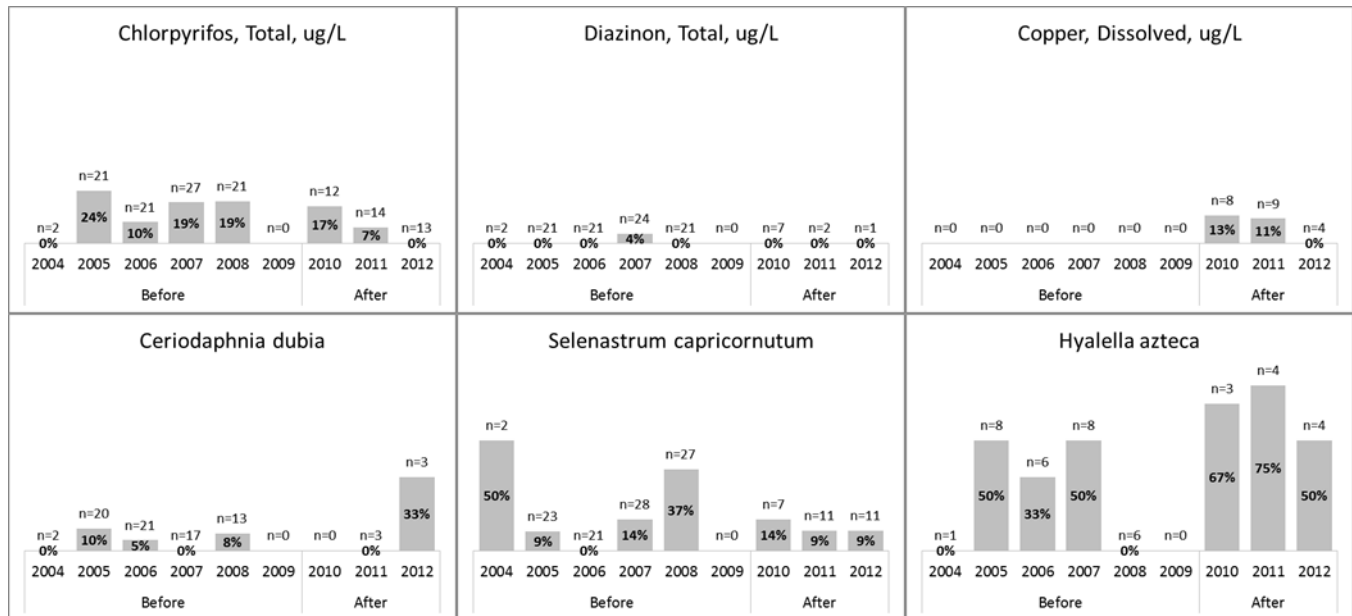 Chlorpyrifos, Total, ug/L
n=2 n=21 n=21 n=27 n=21 n=0 n=12 n=14 n=13
0% 24% 10% 19% 19% 17% 7% 0%
2004 2005 2006 2007 2008 2009 2010 2011 2012
Before After
Diazinon, Total, ug/L
n=2 n=21 n=21 n=24 n=21 n=0 n=7 n=2 n=1
0% 0% 0% 4% 0% 0% 0% 0%
2004 2005 2006 2007 2008 2009 2010 2011 2012
Before After
Copper, Dissolved, ug/L
n=0 n=0 n=0 n=0 n=0 n=0 n=8 n=9 n=4
13% 11% 0%
2004 2005 2006 2007 2008 2009 2010 2011 2012
Before After
Ceriodaphnia dubia
n=2 n=20 n=21 n=17 n=13 n=0 n=0 n=3 n=3
0% 10% 5% 0% 8% 0% 33%
2004 2005 2006 2007 2008 2009 2010 2011 2012
Before After
Selenastrum capricornutum
n=2 n=23 n=21 n=28 n=27 n=0 n=7 n=11 n=11
50% 9% 0% 14% 37% 14% 9% 9%
2004 2005 2006 2007 2008 2009 2010 2011 2012
Before After
Hyalella azteca
n=1 n=8 n=6 n=8 n=6 n=0 n=3 n=4 n=4
0% 50% 33% 50% 0% 67% 75% 50%
2004 2005 2006 2007 2008 2009 2010 2011 2012
Before After